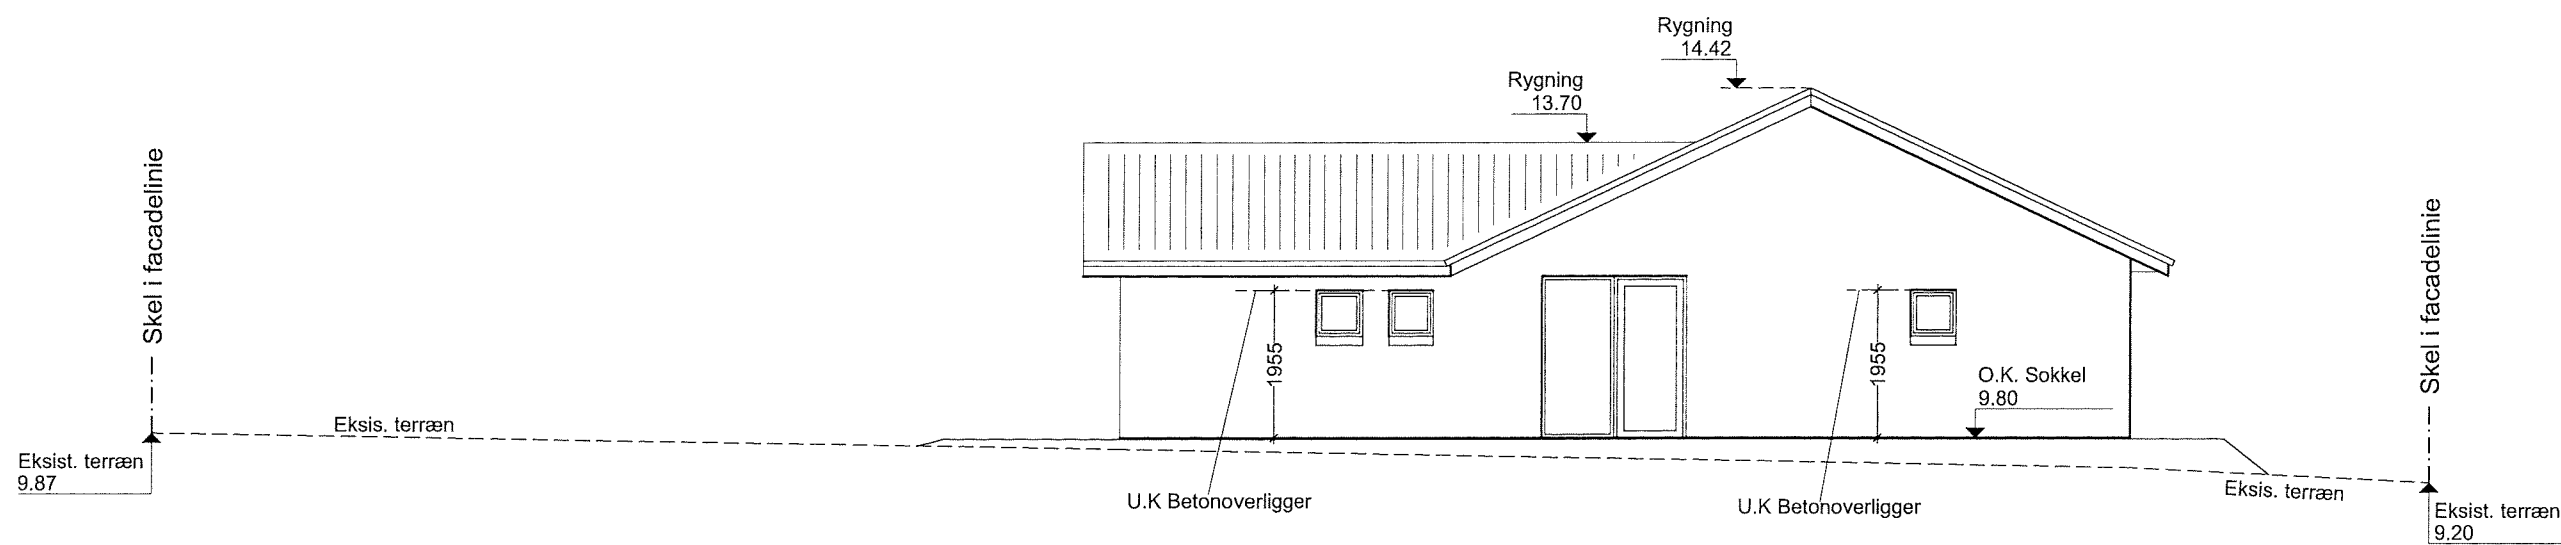 Rygning
14.42
Rygning
13.70
Skel i facadelinie
Skel i facadelinie
1955
1955
O.K. Sokkel
9.80
Eksis. terræn
Eksist. terræn
9.87
U.K Betonoverligger
U.K Betonoverligger
Eksis. terræn
Eksist. terræn
9.20